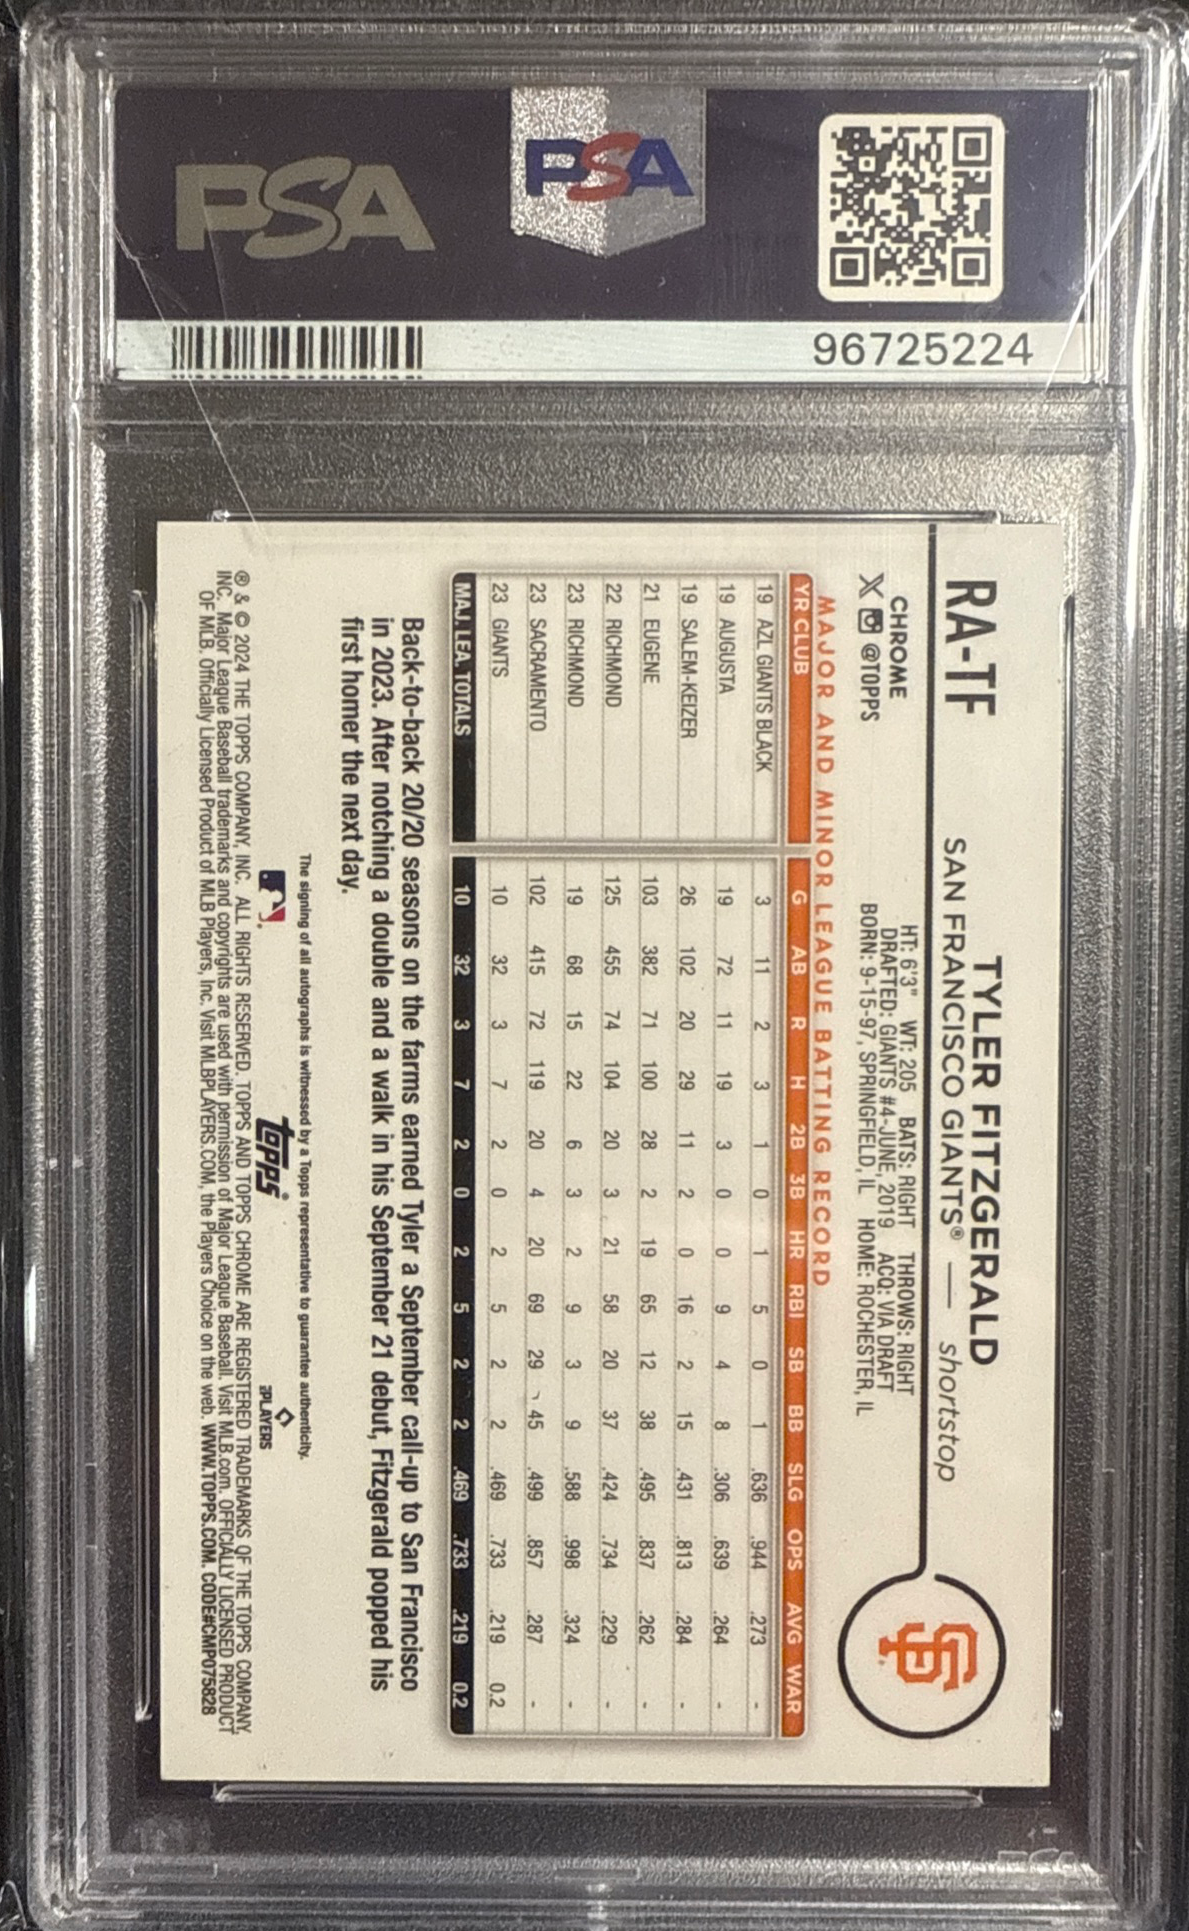 PSA
PSA
96725224
RA-TF
TYLER FITZGERALD
SAN FRANCISCO GIANTS® — shortstop
CHROME
X @TOPPS
HT: 6'3" WT: 205 BATS: RIGHT THROWS: RIGHT
DRAFTED: GIANTS #4-JUNE, 2019 ACQ: VIA DRAFT
BORN: 9-15-97, SPRINGFIELD, IL HOME: ROCHESTER, IL
SF
MAJOR AND MINOR LEAGUE BATTING RECORD
YR CLUB G AB R H 2B 3B HR RBI SB BB SLG OPS AVG WAR
19 AZL GIANTS BLACK 3 11 2 3 1 0 1 5 0 1 .636 .944 .273 -
19 AUGUSTA 19 72 11 19 3 0 0 9 4 8 .306 .639 .264 -
19 SALEM-KEIZER 26 102 20 29 11 2 0 16 2 15 .431 .813 .284 -
21 EUGENE 103 382 71 100 28 2 19 65 12 38 .495 .837 .262 -
22 RICHMOND 125 455 74 104 20 3 21 58 20 37 .424 .734 .229 -
23 RICHMOND 19 68 15 22 6 3 2 9 3 9 .588 .998 .324 -
23 SACRAMENTO 102 415 72 119 20 4 20 69 29 45 .499 .857 .287 -
23 GIANTS 10 32 3 7 2 0 2 5 2 2 .469 .733 .219 0.2
MAJ. LEA. TOTALS 10 32 3 7 2 0 2 5 2 2 .469 .733 .219 0.2
Back-to-back 20/20 seasons on the farms earned Tyler a September call-up to San Francisco
in 2023. After notching a double and a walk in his September 21 debut, Fitzgerald popped his
first homer the next day.
The signing of all autographs is witnessed by a Topps representative to guarantee authenticity.
topps®
PLAYERS
® & © 2024 THE TOPPS COMPANY, INC. ALL RIGHTS RESERVED. TOPPS AND TOPPS CHROME ARE REGISTERED TRADEMARKS OF THE TOPPS COMPANY,
INC. Major League Baseball trademarks and copyrights are used with permission of Major League Baseball. Visit MLB.com. OFFICIALLY LICENSED PRODUCT
OF MLB. Officially Licensed Product of MLB Players, Inc. Visit MLBPLAYERS.COM, the Players Choice on the web. WWW.TOPPS.COM. CODE#CMP075828